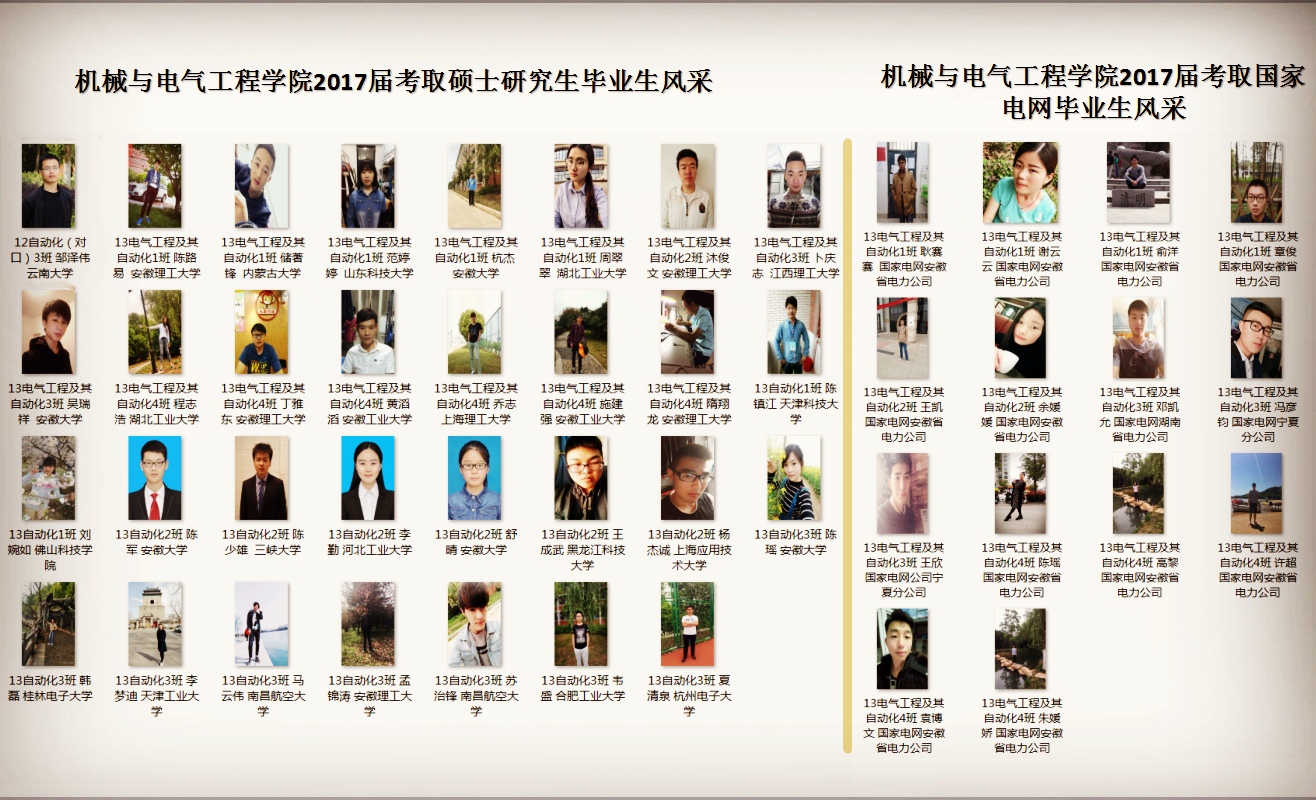 机械与电气工程学院2017届考取硕士研究生毕业生风采
12自动化（对
口）3班 邹泽伟
云南大学
13电气工程及其
自动化1班 陈路
易 安徽理工大学
13电气工程及其
自动化1班 储著
锋 内蒙古大学
13电气工程及其
自动化1班 范婷
婷 山东科技大学
13电气工程及其
自动化1班 杭杰
安徽大学
13电气工程及其
自动化1班 周翠
翠 湖北工业大学
13电气工程及其
自动化2班 沐俊
文 安徽理工大学
13电气工程及其
自动化3班 卜庆
志 江西理工大学
13电气工程及其
自动化3班 吴瑞
祥 安徽大学
13电气工程及其
自动化4班 程志
浩 湖北工业大学
13电气工程及其
自动化4班 丁雅
东 安徽理工大学
13电气工程及其
自动化4班 黄滔
滔 安徽工业大学
13电气工程及其
自动化4班 乔志
上海理工大学
13电气工程及其
自动化4班 施建
强 安徽工业大学
13电气工程及其
自动化4班 隋翔
龙 安徽理工大学
13自动化1班 陈
镇江 天津科技大
学
13自动化1班 刘
婉如 佛山科技学
院
13自动化2班 陈
军 安徽大学
13自动化2班 陈
少雄 三峡大学
13自动化2班 李
勤 河北工业大学
13自动化2班 舒
晴 安徽大学
13自动化2班 王
成武 黑龙江科技
大学
13自动化2班 杨
杰诚 上海应用技
术大学
13自动化3班 陈
瑶 安徽大学
13自动化3班 韩
磊 桂林电子大学
13自动化3班 李
梦迪 天津工业大
学
13自动化3班 马
云伟 南昌航空大
学
13自动化3班 孟
锦涛 安徽理工大
学
13自动化3班 苏
治锋 南昌航空大
学
13自动化3班 韦
盛 合肥工业大学
13自动化3班 夏
清泉 杭州电子大
学
机械与电气工程学院2017届考取国家
电网毕业生风采
13电气工程及其
自动化1班 耿赛
赛 国家电网安徽
省电力公司
13电气工程及其
自动化1班 谢云
云 国家电网安徽
省电力公司
清明
13电气工程及其
自动化1班 俞洋
国家电网安徽省
电力公司
13电气工程及其
自动化1班 章俊
国家电网安徽省
电力公司
13电气工程及其
自动化2班 王凯
国家电网安徽省
电力公司
13电气工程及其
自动化2班 余媛
媛 国家电网安徽
省电力公司
13电气工程及其
自动化3班 邓凯
允 国家电网湖南
省电力公司
13电气工程及其
自动化3班 冯彦
钧 国家电网宁夏
分公司
13电气工程及其
自动化3班 王欣
国家电网公司宁
夏分公司
13电气工程及其
自动化4班 陈瑶
国家电网安徽省
电力公司
13电气工程及其
自动化4班 高黎
国家电网安徽省
电力公司
13电气工程及其
自动化4班 许超
国家电网安徽省
电力公司
13电气工程及其
自动化4班 袁博
文 国家电网安徽
省电力公司
13电气工程及其
自动化4班 朱媛
娇 国家电网安徽
省电力公司